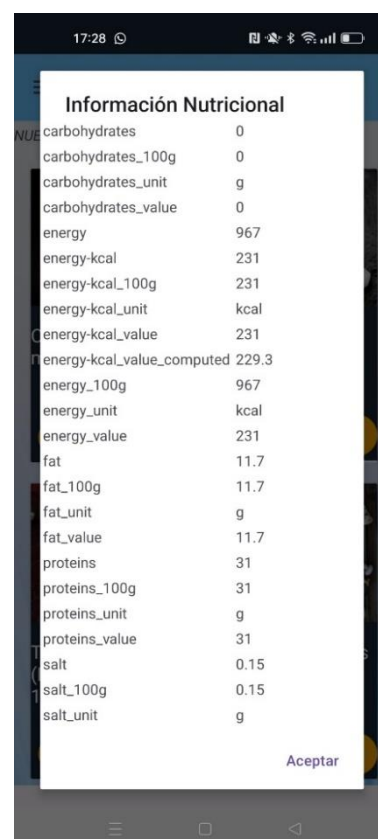 17:28
Información Nutricional
NUE
carbohydrates 0
carbohydrates_100g 0
carbohydrates_unit g
carbohydrates_value 0
energy 967
energy-kcal 231
energy-kcal_100g 231
energy-kcal_unit kcal
energy-kcal_value 231
energy-kcal_value_computed 229.3
energy_100g 967
energy_unit kcal
energy_value 231
fat 11.7
fat_100g 11.7
fat_unit g
fat_value 11.7
proteins 31
proteins_100g 31
proteins_unit g
proteins_value 31
salt 0.15
salt_100g 0.15
salt_unit g
Aceptar